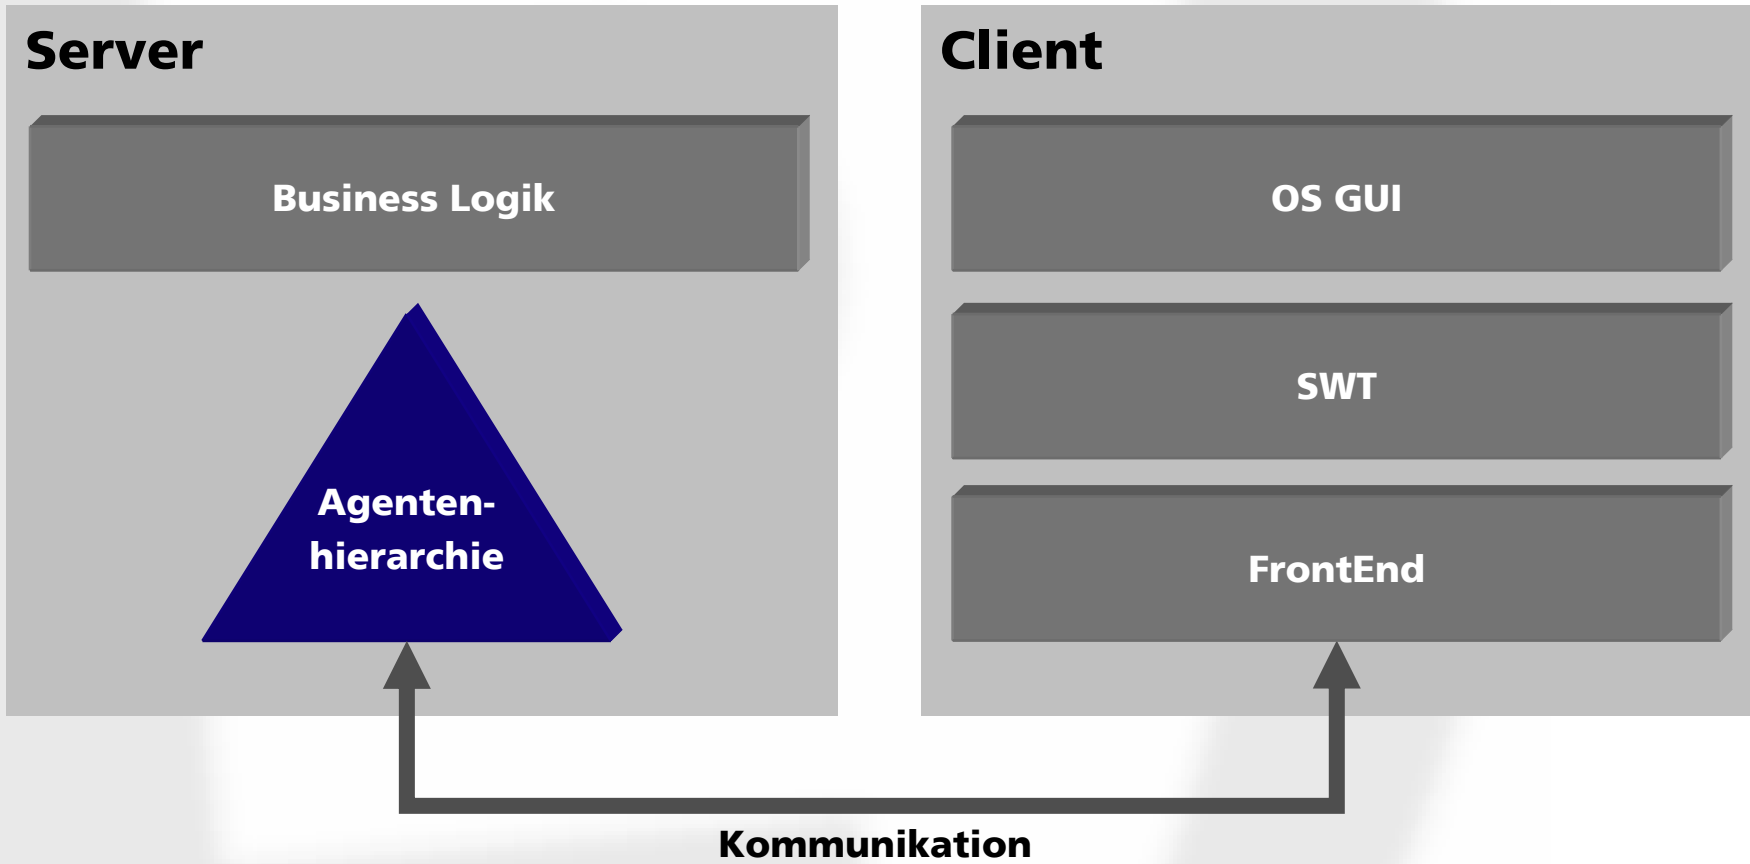 Server
Business Logik
Agenten-
hierarchie
Client
OS GUI
SWT
FrontEnd
Kommunikation